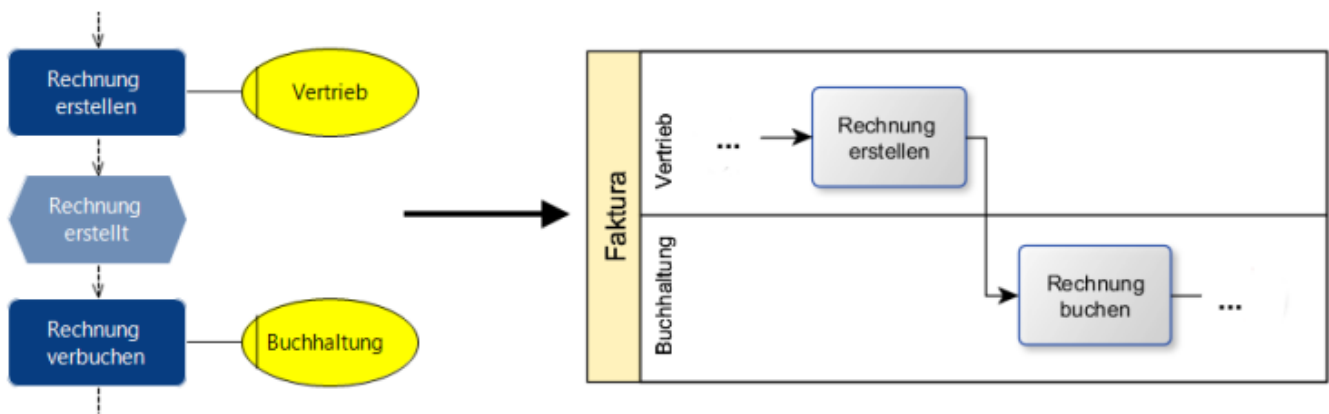 Rechnung
erstellen
Vertrieb
Rechnung
erstellt
Rechnung
verbuchen
Buchhaltung
Faktura
Vertrieb
...
Rechnung
erstellen
Buchhaltung
Rechnung
buchen
...